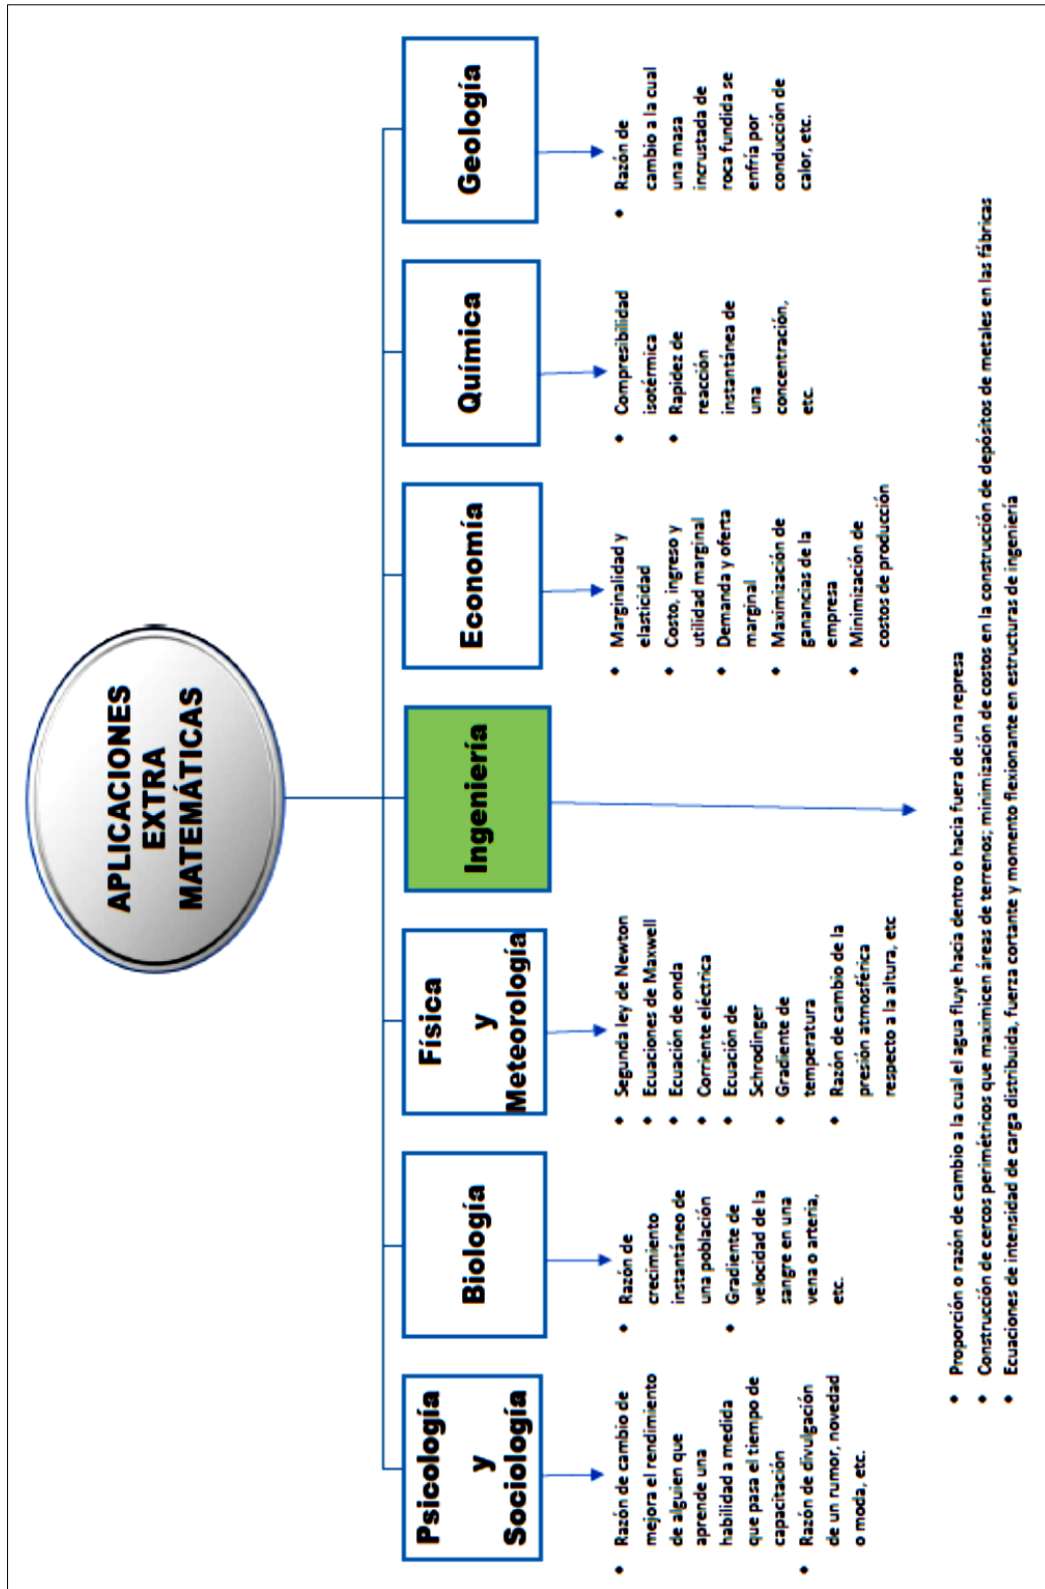 APLICACIONES
EXTRA
MATEMÁTICAS
Psicología
y
Sociología
• Razón de cambio de
mejora el rendimiento
de alguien que
aprende una
habilidad a medida
que pasa el tiempo de
capacitación
• Razón de divulgación
de un rumor, novedad
o moda, etc.
Biología
• Razón de
crecimiento
instantáneo de
una población
• Gradiente de
velocidad de la
sangre en una
vena o arteria,
etc.
Física
y
Meteorología
• Segunda ley de Newton
• Ecuaciones de Maxwell
• Ecuación de onda
• Corriente eléctrica
• Ecuación de
Schrodinger
• Gradiente de
temperatura
• Razón de cambio de la
presión atmosférica
respecto a la altura, etc
Ingeniería
• Proporción o razón de cambio a la cual el agua fluye hacia dentro o hacia fuera de una represa
• Construcción de cercos perimétricos que maximicen áreas de terrenos; minimización de costos en la construcción de depósitos de metales en las fábricas
• Ecuaciones de intensidad de carga distribuida, fuerza cortante y momento flexionante en estructuras de ingeniería
Economía
• Marginalidad y
elasticidad
• Costo, ingreso y
utilidad marginal
• Demanda y oferta
marginal
• Maximización de
ganancias de la
empresa
• Minimización de
costos de producción
Química
• Compresibilidad
isotérmica
• Rapidez de
reacción
instantánea de
una
concentración,
etc.
Geología
• Razón de
cambio a la cual
una masa
incrustada de
roca fundida se
enfría por
conducción de
calor, etc.